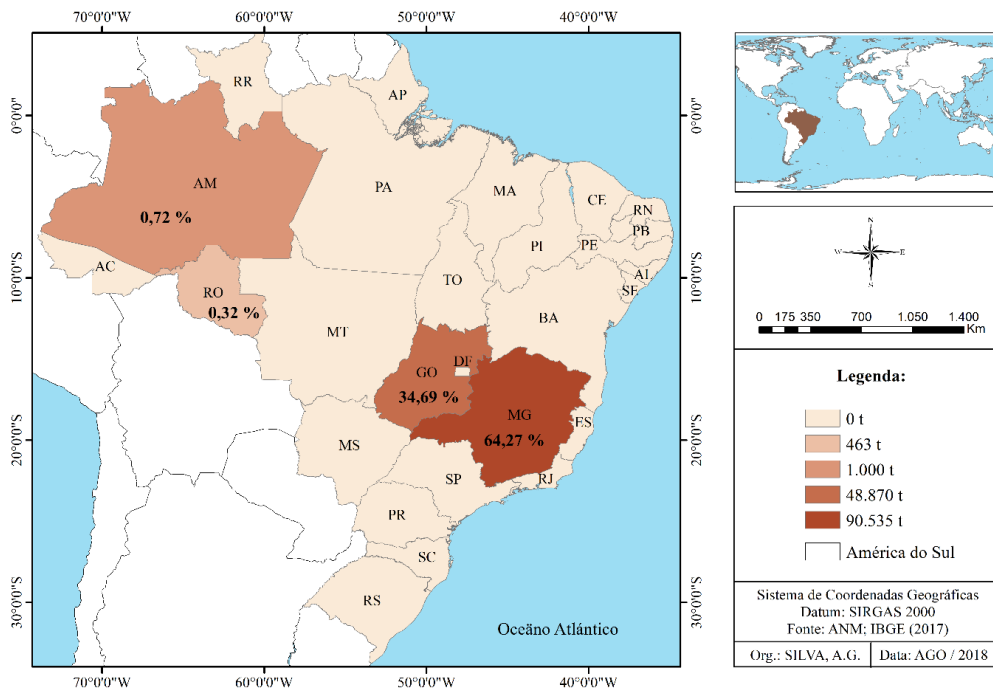 70°0'0"W 60°0'0"W 50°0'0"W 40°0'0"W
0°0'0"
10°0'0"S
20°0'0"S
30°0'0"S
RR
AP
AM
0,72 %
PA
MA
CE
RN
PB
PE
PI
AL
SE
AC
RO
0,32 %
TO
BA
MT
GO
DF
34,69 %
MG
64,27 %
ES
MS
SP
RJ
PR
SC
RS
Oceäno Atlántico
0°0'0"
10°0'0"S
20°0'0"S
30°0'0"S
70°0'0"W 60°0'0"W 50°0'0"W 40°0'0"W
N
W E
S
0 175 350 700 1.050 1.400
Km
Legenda:
0 t
463 t
1.000 t
48.870 t
90.535 t
América do Sul
Sistema de Coordenadas Geográficas
Datum: SIRGAS 2000
Fonte: ANM; IBGE (2017)
Org.: SILVA, A.G. Data: AGO / 2018